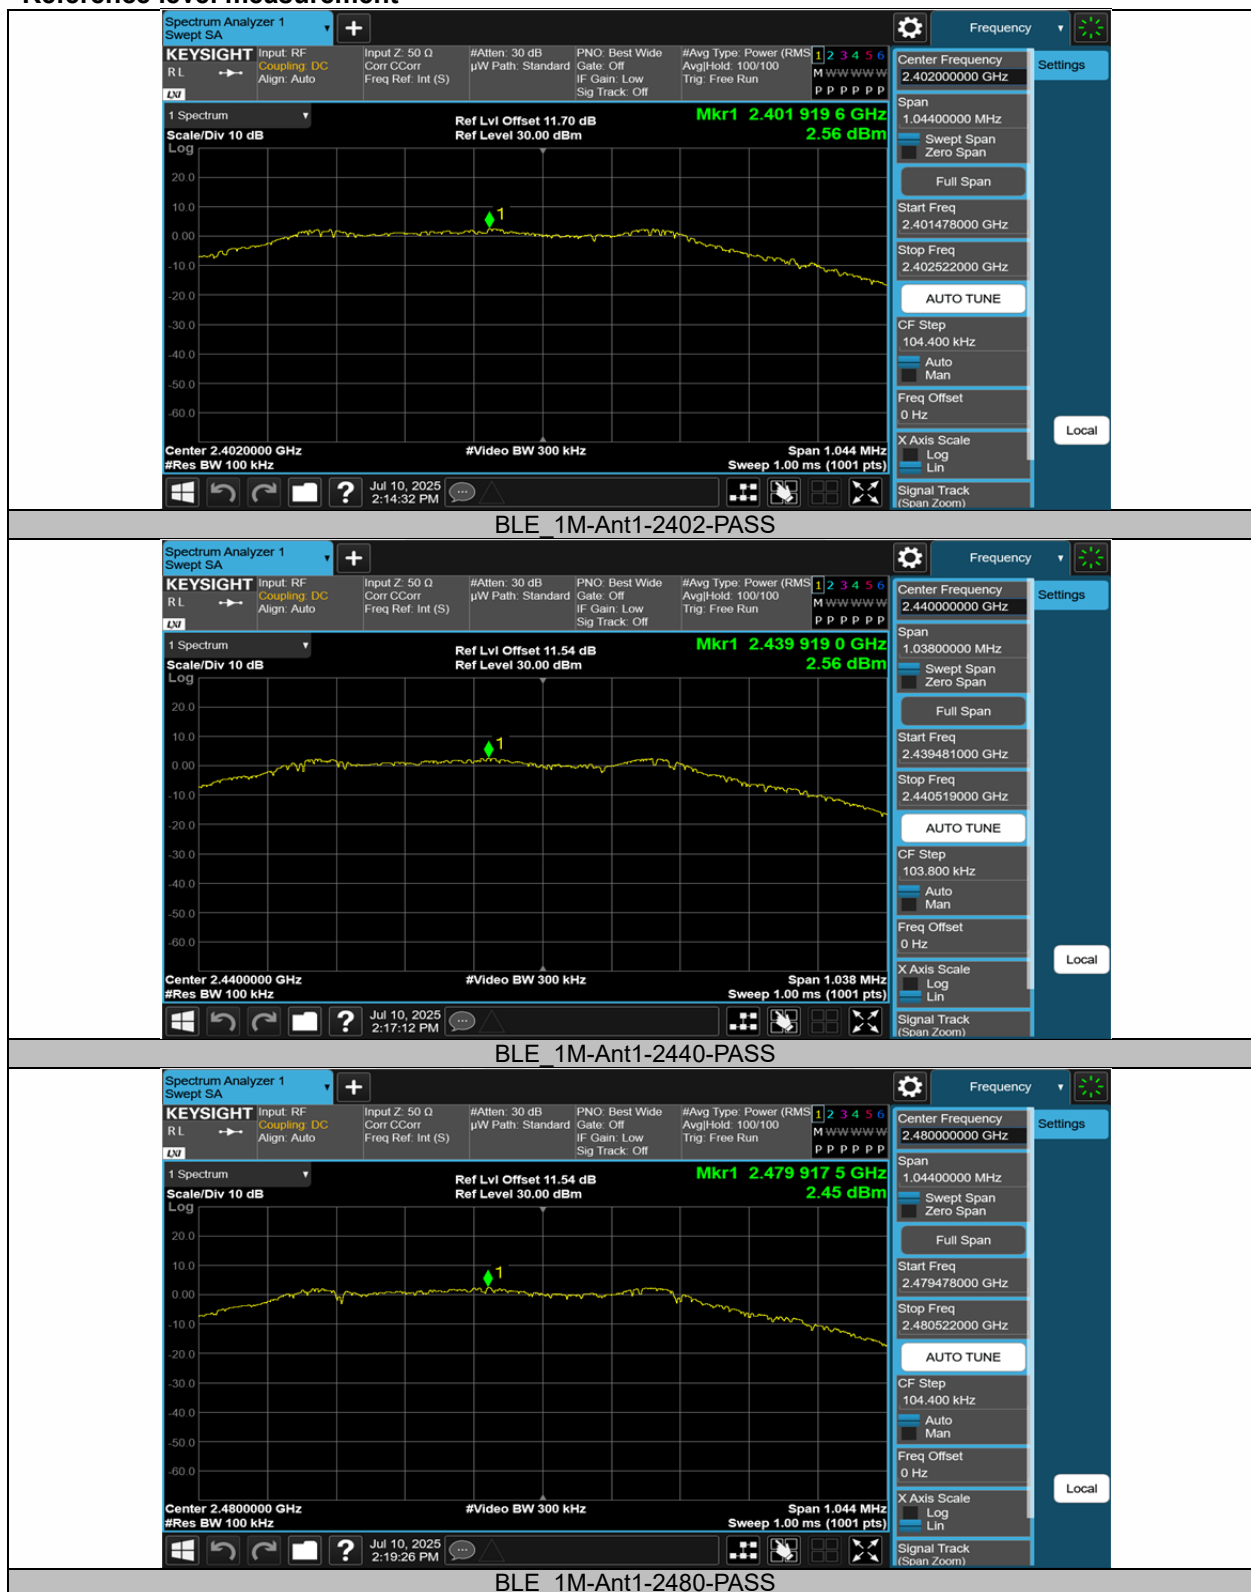 Reference level measurement
Spectrum Analyzer 1
Swept SA
Frequency
KEYSIGHT
RL
LXI
Input: RF
Coupling: DC
Align: Auto
Input Z: 50 Ω
Corr CCorr
Freq Ref: Int (S)
#Atten: 30 dB
µW Path: Standard
PNO: Best Wide
Gate: Off
IF Gain: Low
Sig Track: Off
#Avg Type: Power (RMS
Avg|Hold: 100/100
Trig: Free Run
1 2 3 4 5 6
M W W W W W
P P P P P P
1 Spectrum
Scale/Div 10 dB
Log
Ref Lvl Offset 11.70 dB
Ref Level 30.00 dBm
Mkr1 2.401 919 6 GHz
2.56 dBm
20.0
10.0
0.00
-10.0
-20.0
-30.0
-40.0
-50.0
-60.0
1
Center 2.4020000 GHz
#Res BW 100 kHz
#Video BW 300 kHz
Span 1.044 MHz
Sweep 1.00 ms (1001 pts)
Jul 10, 2025
2:14:32 PM
Center Frequency
2.402000000 GHz
Span
1.04400000 MHz
Swept Span
Zero Span
Full Span
Start Freq
2.401478000 GHz
Stop Freq
2.402522000 GHz
AUTO TUNE
CF Step
104.400 kHz
Auto
Man
Freq Offset
0 Hz
X Axis Scale
Log
Lin
Signal Track
(Span Zoom)
Settings
Local
BLE_1M-Ant1-2402-PASS
Spectrum Analyzer 1
Swept SA
Frequency
KEYSIGHT
RL
LXI
Input: RF
Coupling: DC
Align: Auto
Input Z: 50 Ω
Corr CCorr
Freq Ref: Int (S)
#Atten: 30 dB
µW Path: Standard
PNO: Best Wide
Gate: Off
IF Gain: Low
Sig Track: Off
#Avg Type: Power (RMS
Avg|Hold: 100/100
Trig: Free Run
1 2 3 4 5 6
M W W W W W
P P P P P P
1 Spectrum
Scale/Div 10 dB
Log
Ref Lvl Offset 11.54 dB
Ref Level 30.00 dBm
Mkr1 2.439 919 0 GHz
2.56 dBm
20.0
10.0
0.00
-10.0
-20.0
-30.0
-40.0
-50.0
-60.0
1
Center 2.4400000 GHz
#Res BW 100 kHz
#Video BW 300 kHz
Span 1.038 MHz
Sweep 1.00 ms (1001 pts)
Jul 10, 2025
2:17:12 PM
Center Frequency
2.440000000 GHz
Span
1.03800000 MHz
Swept Span
Zero Span
Full Span
Start Freq
2.439481000 GHz
Stop Freq
2.440519000 GHz
AUTO TUNE
CF Step
103.800 kHz
Auto
Man
Freq Offset
0 Hz
X Axis Scale
Log
Lin
Signal Track
(Span Zoom)
Settings
Local
BLE_1M-Ant1-2440-PASS
Spectrum Analyzer 1
Swept SA
Frequency
KEYSIGHT
RL
LXI
Input: RF
Coupling: DC
Align: Auto
Input Z: 50 Ω
Corr CCorr
Freq Ref: Int (S)
#Atten: 30 dB
µW Path: Standard
PNO: Best Wide
Gate: Off
IF Gain: Low
Sig Track: Off
#Avg Type: Power (RMS
Avg|Hold: 100/100
Trig: Free Run
1 2 3 4 5 6
M W W W W W
P P P P P P
1 Spectrum
Scale/Div 10 dB
Log
Ref Lvl Offset 11.54 dB
Ref Level 30.00 dBm
Mkr1 2.479 917 5 GHz
2.45 dBm
20.0
10.0
0.00
-10.0
-20.0
-30.0
-40.0
-50.0
-60.0
1
Center 2.4800000 GHz
#Res BW 100 kHz
#Video BW 300 kHz
Span 1.044 MHz
Sweep 1.00 ms (1001 pts)
Jul 10, 2025
2:19:26 PM
Center Frequency
2.480000000 GHz
Span
1.04400000 MHz
Swept Span
Zero Span
Full Span
Start Freq
2.479478000 GHz
Stop Freq
2.480522000 GHz
AUTO TUNE
CF Step
104.400 kHz
Auto
Man
Freq Offset
0 Hz
X Axis Scale
Log
Lin
Signal Track
(Span Zoom)
Settings
Local
BLE_1M-Ant1-2480-PASS